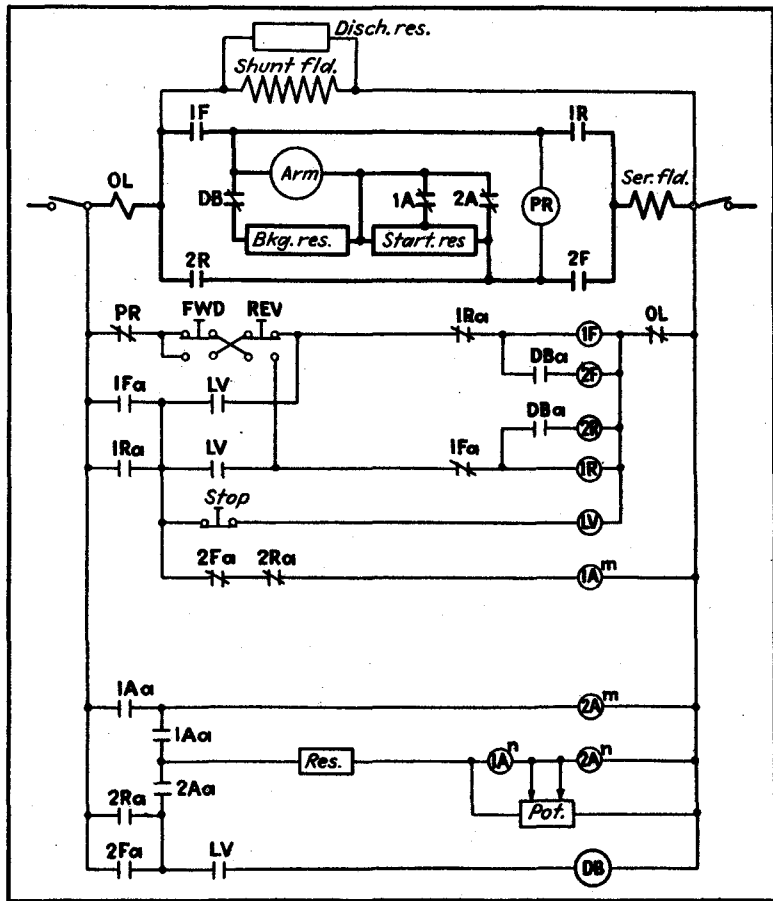 Disch. res.
Shunt fld.
1F
1R
OL
Arm
Ser. fld.
DB
1A
2A
PR
Bkg. res.
Start. res
2R
2F
PR
FWD
REV
1Ra
1F
OL
DBa
2F
1Fa
LV
DBa
2R
1Ra
LV
1Fa
1R
Stop
LV
2Fa
2Ra
1A m
1Aa
2A m
1Aa
Res.
1A n
2A n
2Aa
2Ra
Pot.
2Fa
LV
DB